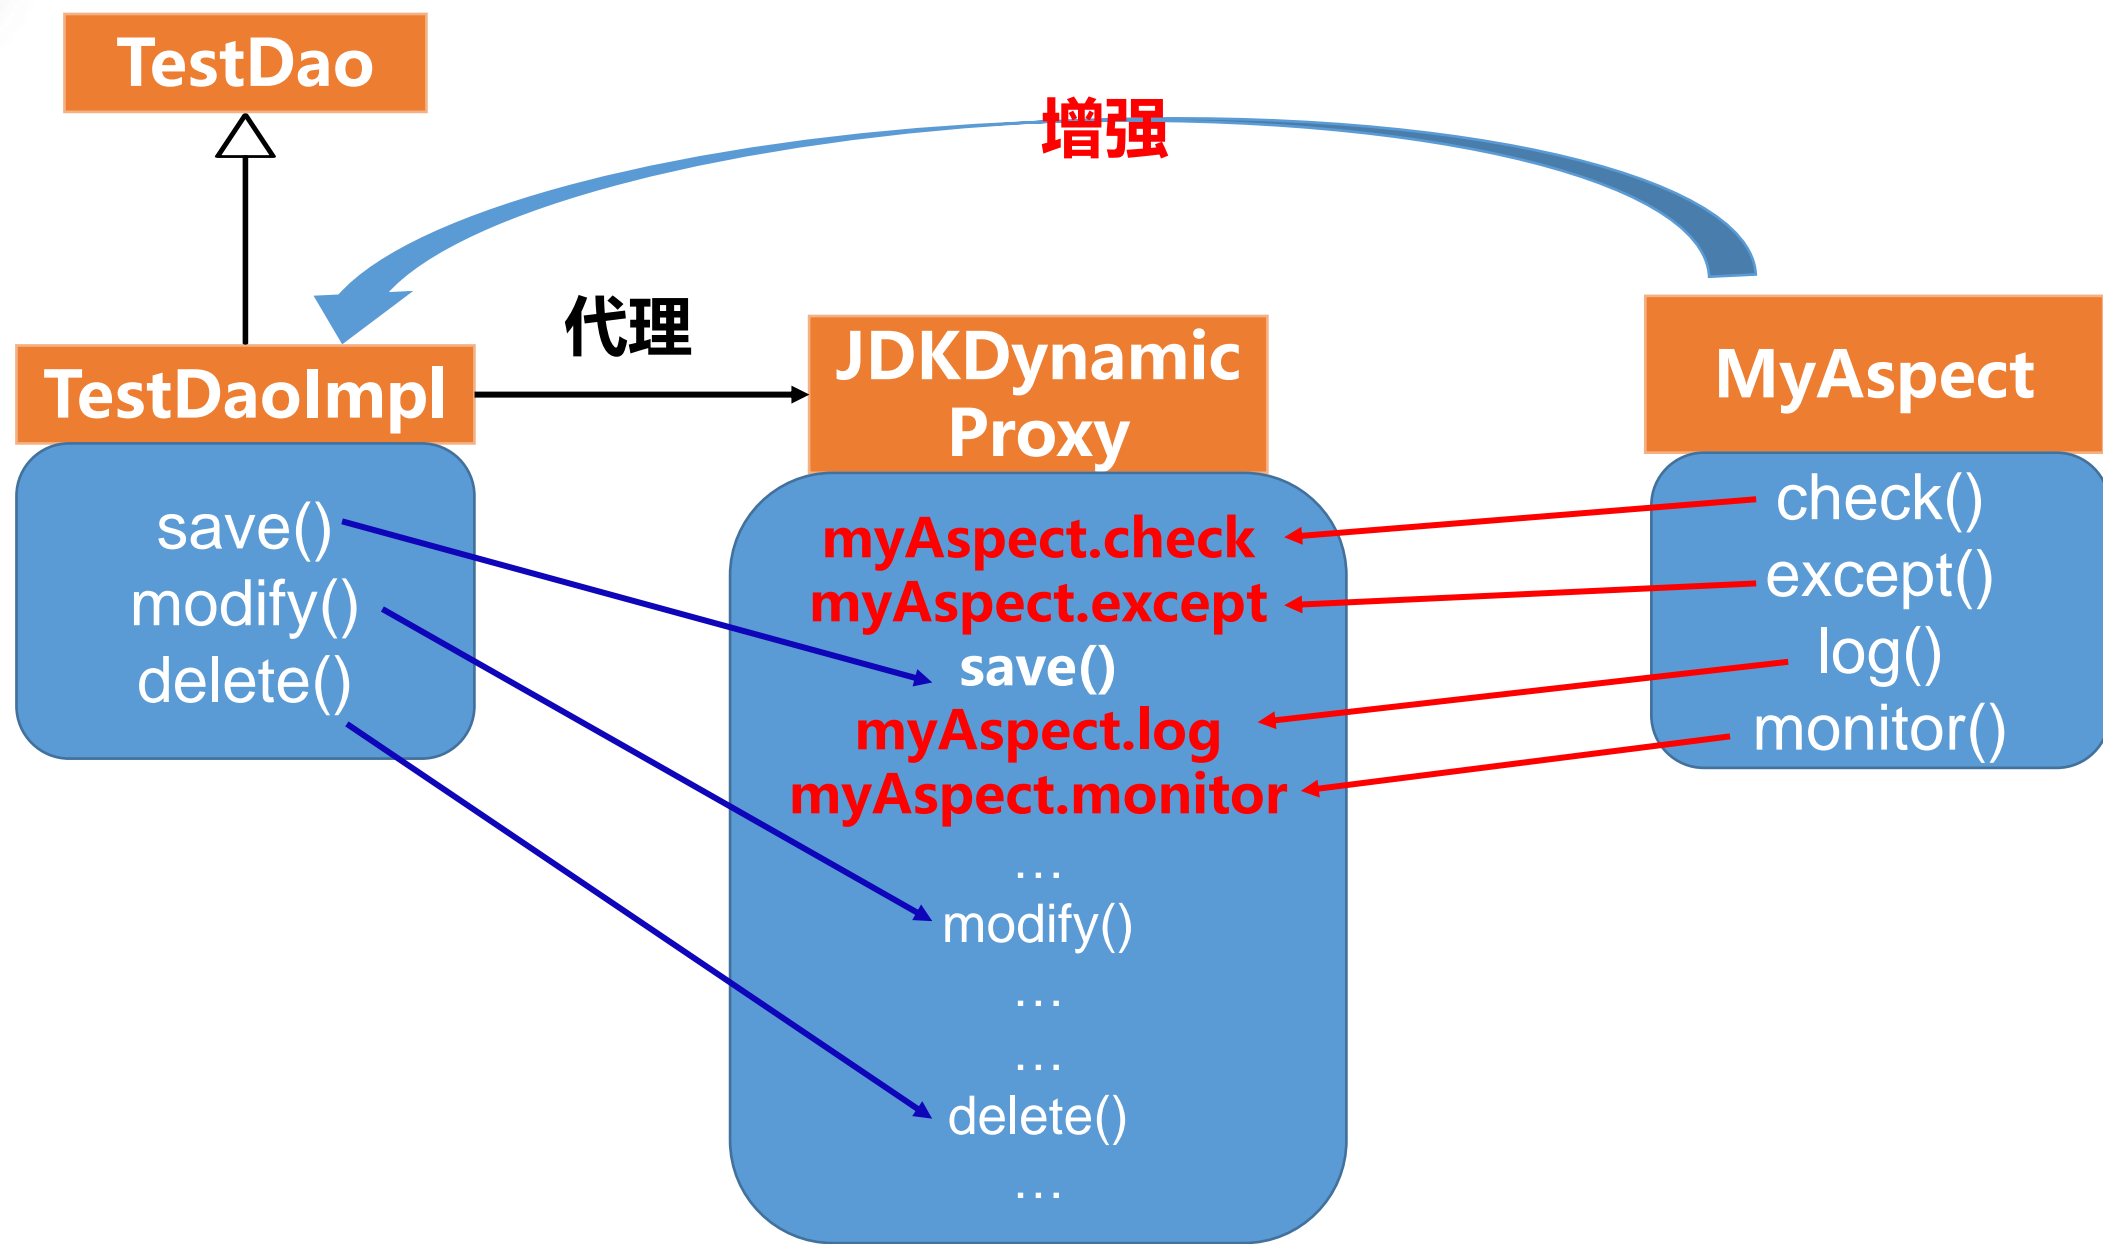 TestDao
增强
代理
TestDaoImpl
save()
modify()
delete()
JDKDynamic
Proxy
myAspect.check
myAspect.except
save()
myAspect.log
myAspect.monitor
...
modify()
...
...
delete()
...
MyAspect
check()
except()
log()
monitor()